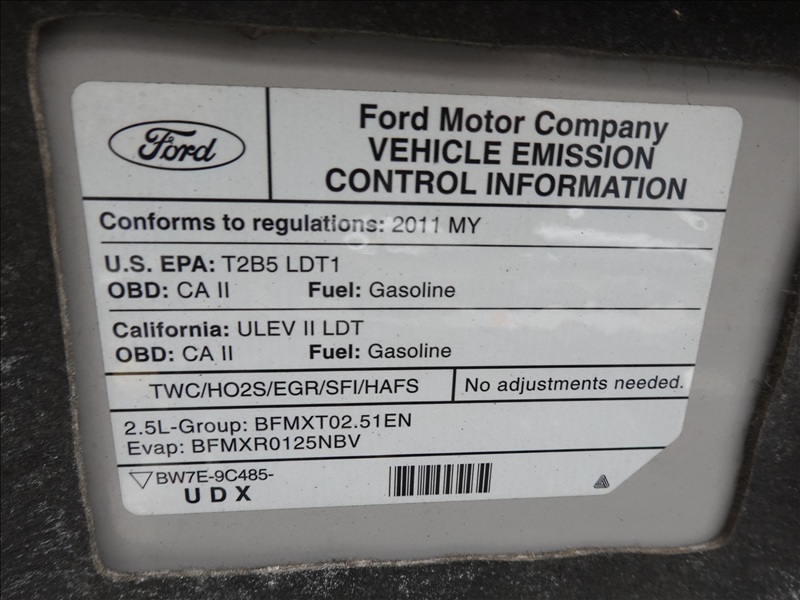 Ford
Ford Motor Company
VEHICLE EMISSION
CONTROL INFORMATION
Conforms to regulations: 2011 MY
U.S. EPA: T2B5 LDT1
OBD: CA II Fuel: Gasoline
California: ULEV II LDT
OBD: CA II Fuel: Gasoline
TWC/HO2S/EGR/SFI/HAFS No adjustments needed.
2.5L-Group: BFMXT02.51EN
Evap: BFMXR0125NBV
BW7E-9C485-
UDX